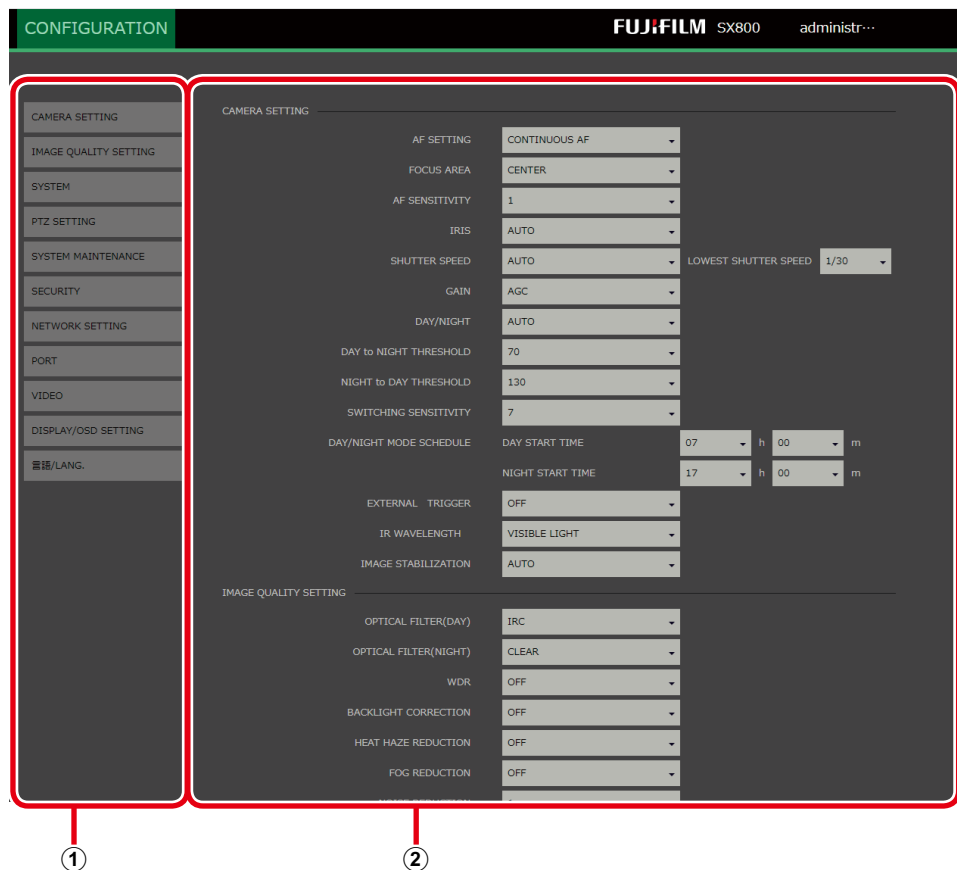 CONFIGURATION FUJIFILM SX800 administr···
CAMERA SETTING
IMAGE QUALITY SETTING
SYSTEM
PTZ SETTING
SYSTEM MAINTENANCE
SECURITY
NETWORK SETTING
PORT
VIDEO
DISPLAY/OSD SETTING
言語/LANG.
CAMERA SETTING
AF SETTING CONTINUOUS AF
FOCUS AREA CENTER
AF SENSITIVITY 1
IRIS AUTO
SHUTTER SPEED AUTO LOWEST SHUTTER SPEED 1/30
GAIN AGC
DAY/NIGHT AUTO
DAY to NIGHT THRESHOLD 70
NIGHT to DAY THRESHOLD 130
SWITCHING SENSITIVITY 7
DAY/NIGHT MODE SCHEDULE DAY START TIME 07 h 00 m
NIGHT START TIME 17 h 00 m
EXTERNAL TRIGGER OFF
IR WAVELENGTH VISIBLE LIGHT
IMAGE STABILIZATION AUTO
IMAGE QUALITY SETTING
OPTICAL FILTER(DAY) IRC
OPTICAL FILTER(NIGHT) CLEAR
WDR OFF
BACKLIGHT CORRECTION OFF
HEAT HAZE REDUCTION OFF
FOG REDUCTION OFF
① ②